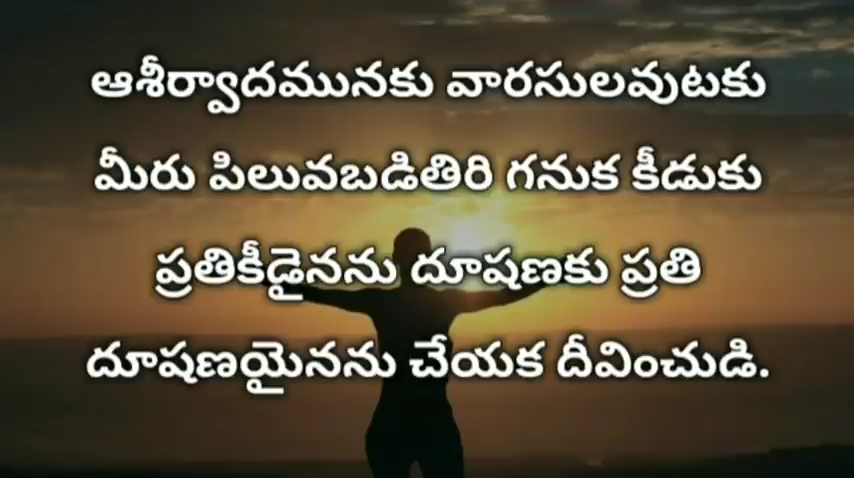 ఆశీర్వాదమునకు వారసులవుటకు
మీరు పిలువబడితిరి గనుక కీడుకు
ప్రతికీడైనను దూషణకు ప్రతి
దూషణయైనను చేయక దీవించుడి.